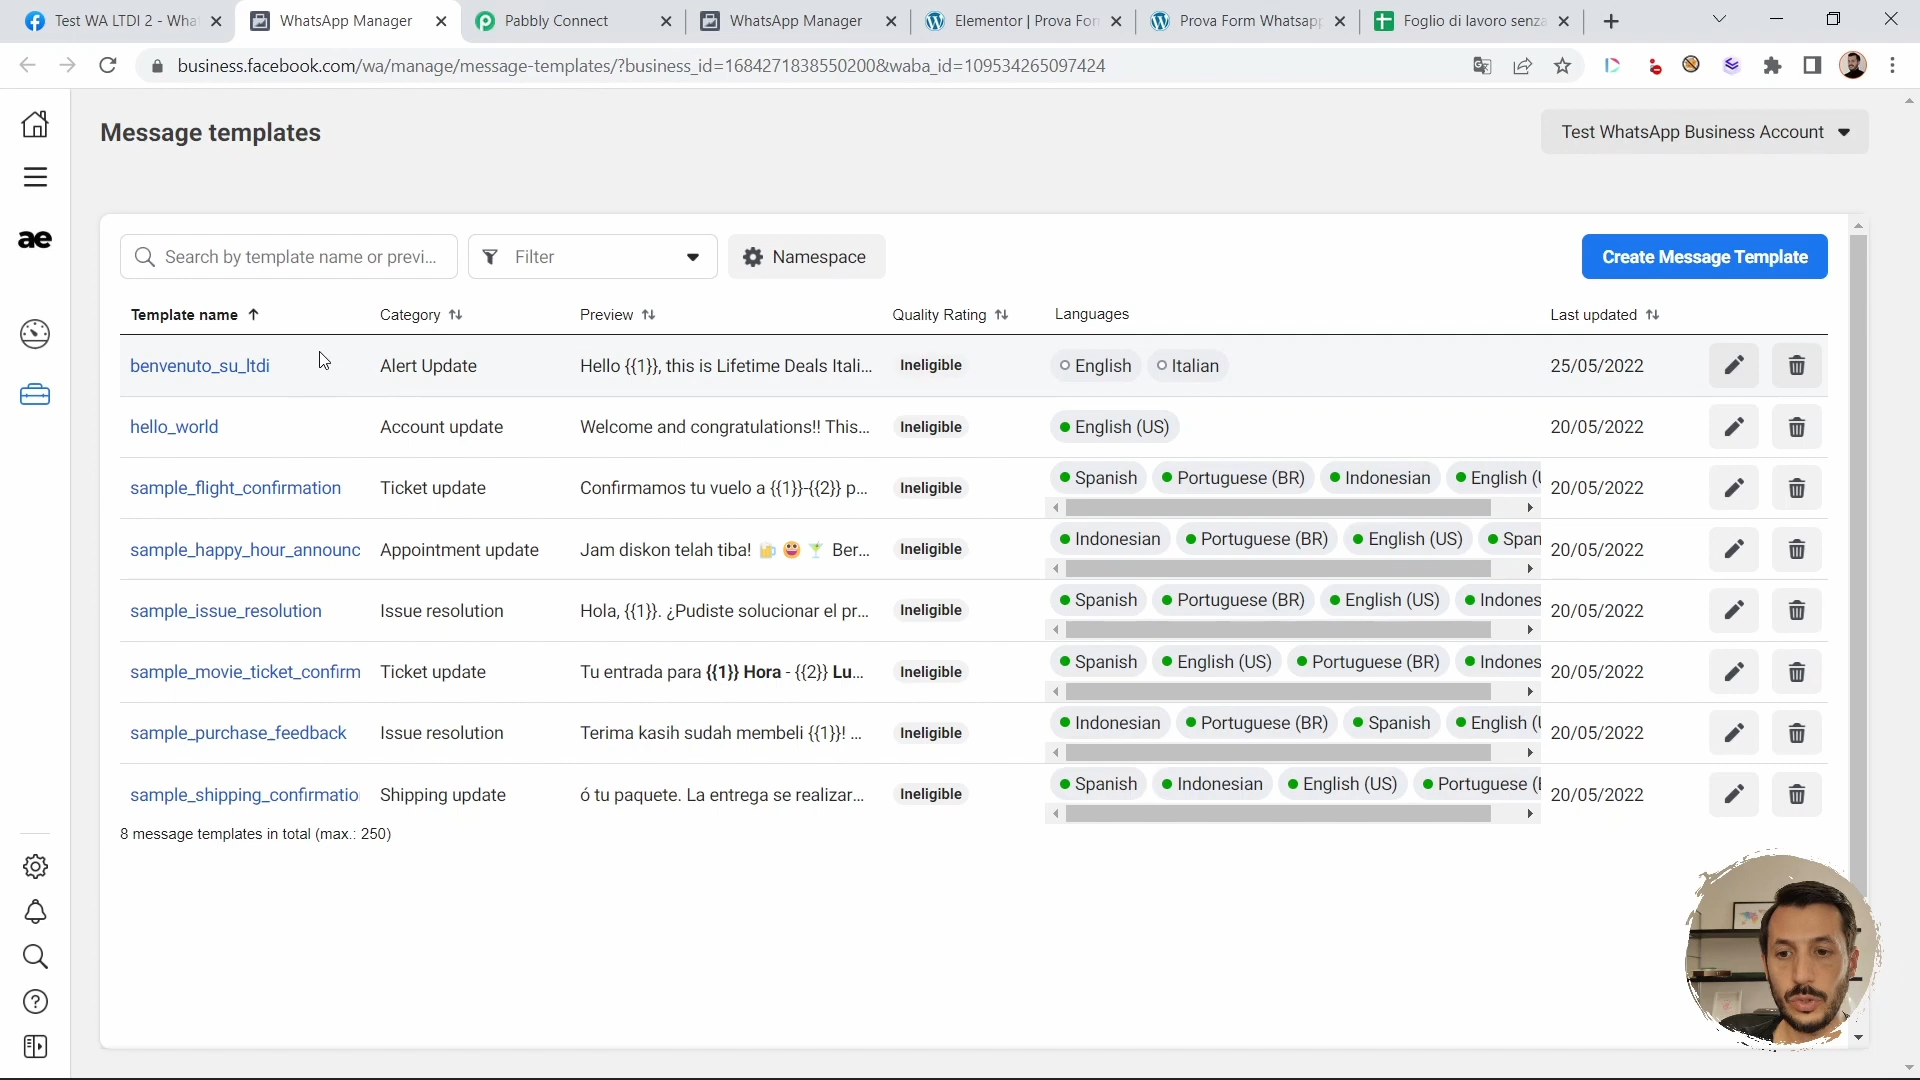 Test WA LTDI 2 - Wha
WhatsApp Manager
Pabbly Connect
WhatsApp Manager
Elementor | Prova For
Prova Form Whatsapp
Foglio di lavoro senza
business.facebook.com/wa/manage/message-templates/?business_id=1684271838550200&waba_id=109534265097424
Message templates
Test WhatsApp Business Account
ae
Search by template name or previ...
Filter
Namespace
Create Message Template
Template name Category Preview Quality Rating Languages Last updated
benvenuto_su_ltdi Alert Update Hello {{1}}, this is Lifetime Deals Itali... Ineligible English Italian 25/05/2022
hello_world Account update Welcome and congratulations!! This... Ineligible English (US) 20/05/2022
sample_flight_confirmation Ticket update Confirmamos tu vuelo a {{1}}-{{2}} p... Ineligible Spanish Portuguese (BR) Indonesian English (U 20/05/2022
sample_happy_hour_announc Appointment update Jam diskon telah tiba! 🍺 😀 🍸 Ber... Ineligible Indonesian Portuguese (BR) English (US) Span 20/05/2022
sample_issue_resolution Issue resolution Hola, {{1}}. ¿Pudiste solucionar el pr... Ineligible Spanish Portuguese (BR) English (US) Indones 20/05/2022
sample_movie_ticket_confirm Ticket update Tu entrada para {{1}} Hora - {{2}} Lu... Ineligible Spanish English (US) Portuguese (BR) Indones 20/05/2022
sample_purchase_feedback Issue resolution Terima kasih sudah membeli {{1}}! ... Ineligible Indonesian Portuguese (BR) Spanish English (U 20/05/2022
sample_shipping_confirmatio Shipping update ó tu paquete. La entrega se realizar... Ineligible Spanish Indonesian English (US) Portuguese (B 20/05/2022
8 message templates in total (max.: 250)